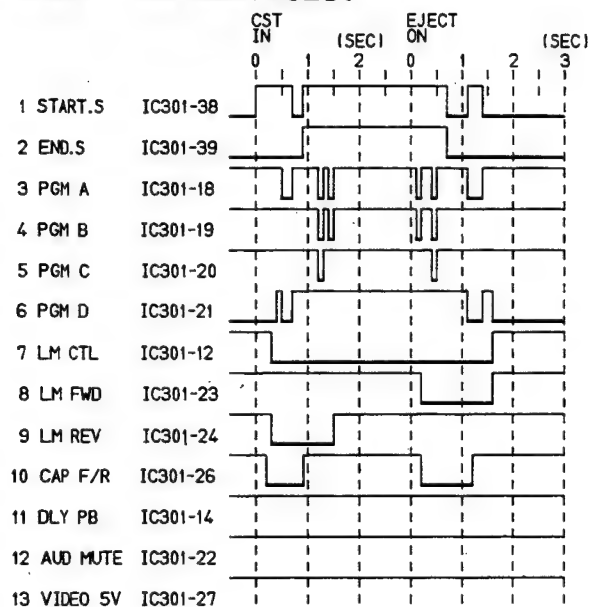 CST EJECT
IN (SEC) ON (SEC)
0 1 2 0 1 2 3
1 START.S IC301-38
2 END.S IC301-39
3 PGM A IC301-18
4 PGM B IC301-19
5 PGM C IC301-20
6 PGM D IC301-21
7 LM CTL IC301-12
8 LM FWD IC301-23
9 LM REV IC301-24
10 CAP F/R IC301-26
11 DLY PB IC301-14
12 AUD MUTE IC301-22
13 VIDEO 5V IC301-27